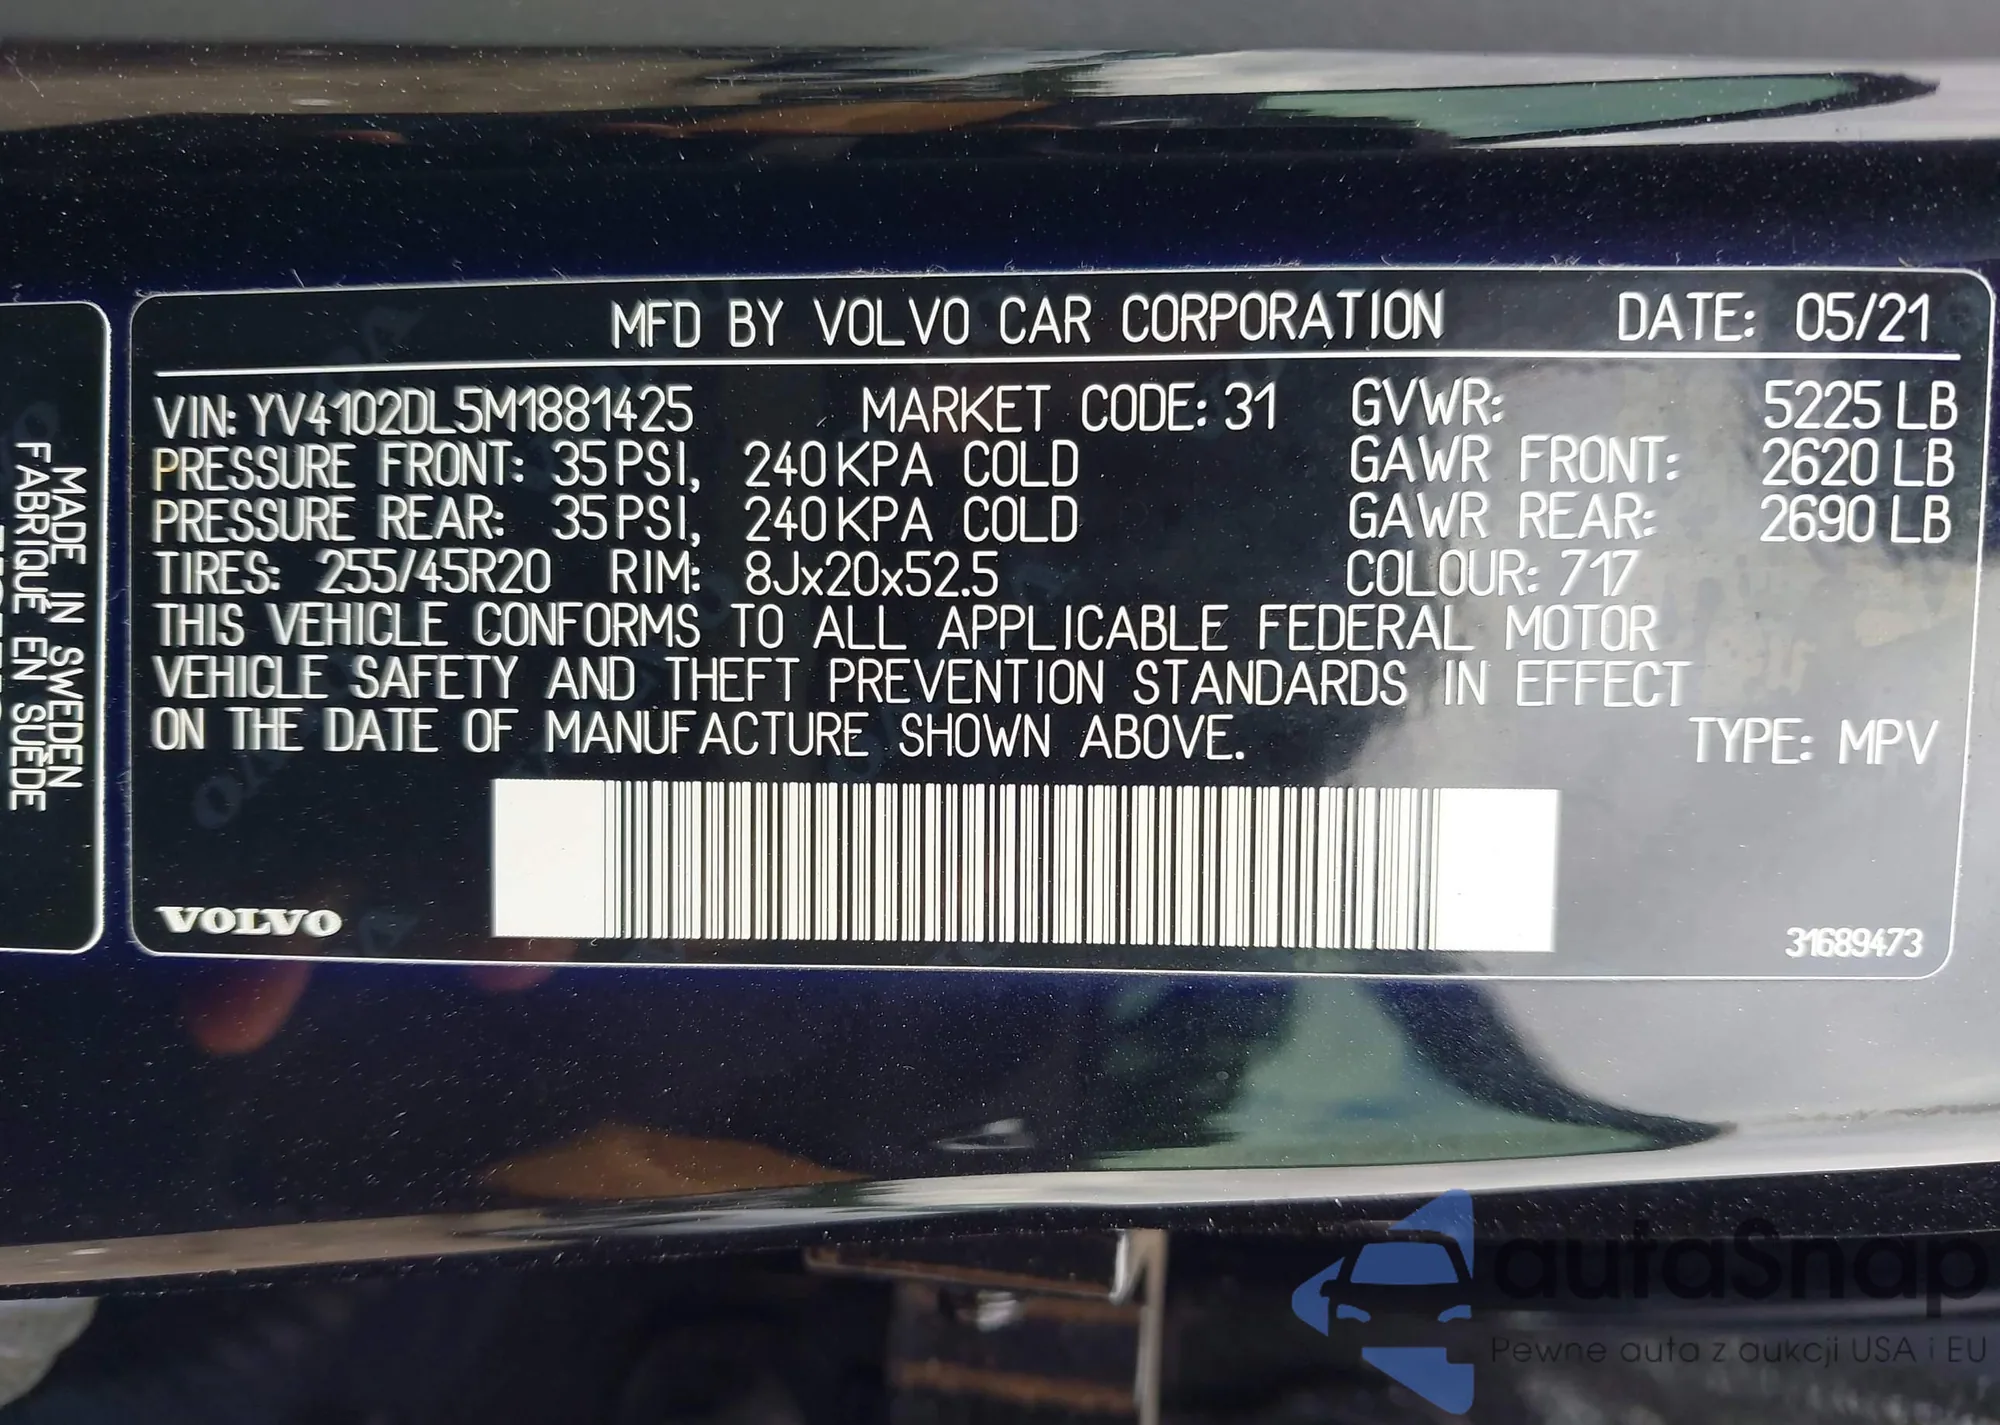 MFD BY VOLVO CAR CORPORATION DATE: 05/21
VIN: YV4102DL5M1881425 MARKET CODE: 31 GVWR: 5225 LB
PRESSURE FRONT: 35 PSI, 240 KPA COLD GAWR FRONT: 2620 LB
PRESSURE REAR: 35 PSI, 240 KPA COLD GAWR REAR: 2690 LB
TIRES: 255/45R20 RIM: 8Jx20x52.5 COLOUR: 717
THIS VEHICLE CONFORMS TO ALL APPLICABLE FEDERAL MOTOR
VEHICLE SAFETY AND THEFT PREVENTION STANDARDS IN EFFECT
ON THE DATE OF MANUFACTURE SHOWN ABOVE. TYPE: MPV
VOLVO
31689473
MADE IN SWEDEN
FABRIQUÉ EN SUÈDE
autaSnap
Pewne auta z aukcji USA i EU